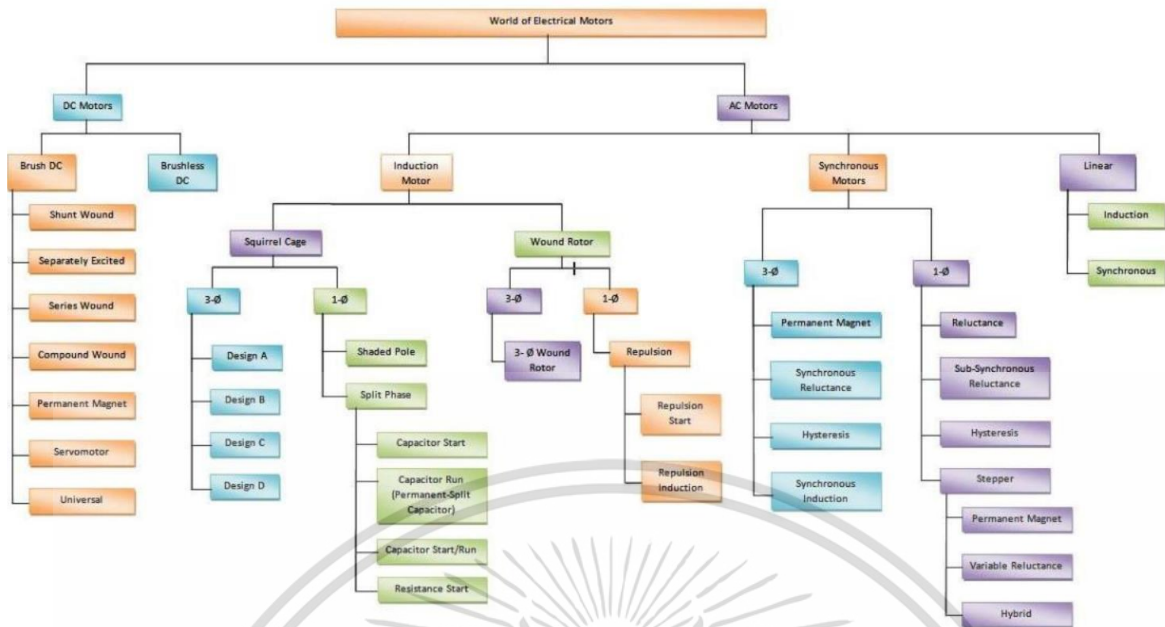 World of Electrical Motors
DC Motors
AC Motors
Brush DC
Brushless
DC
Induction
Motor
Synchronous
Motors
Linear
Shunt Wound
Separately Excited
Series Wound
Compound Wound
Permanent Magnet
Servomotor
Universal
Squirrel Cage
Wound Rotor
3-Ø
1-Ø
Design A
Design B
Design C
Design D
Shaded Pole
Split Phase
Capacitor Start
Capacitor Run
(Permanent-Split
Capacitor)
Capacitor Start/Run
Resistance Start
3-Ø
1-Ø
3- Ø Wound
Rotor
Repulsion
Repulsion
Start
Repulsion
Induction
3-Ø
1-Ø
Permanent Magnet
Synchronous
Reluctance
Hysteresis
Synchronous
Induction
Reluctance
Sub-Synchronous
Reluctance
Hysteresis
Stepper
Permanent Magnet
Variable Reluctance
Hybrid
Induction
Synchronous